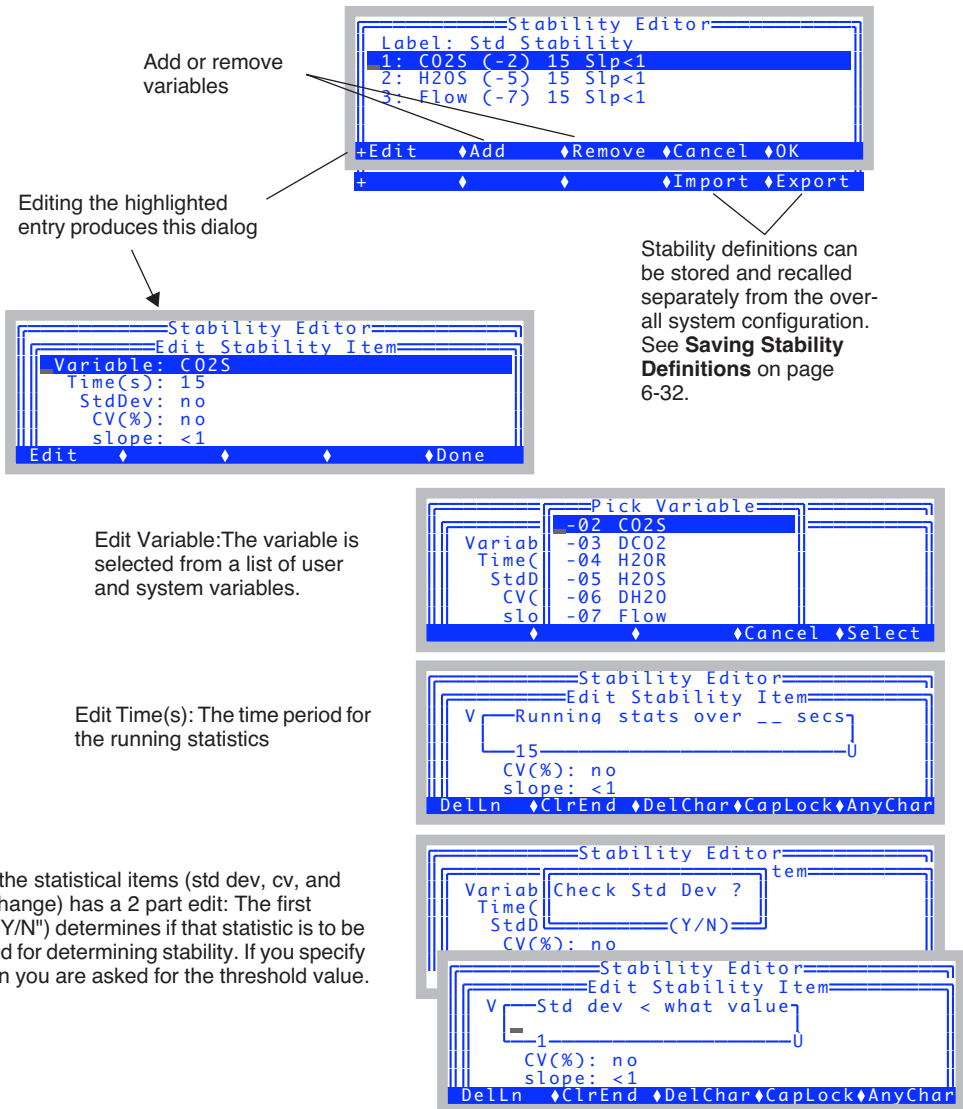 Stability Editor
Label: Std Stability
1: CO2S (-2) 15 Slp<1
2: H2OS (-5) 15 Slp<1
3: Flow (-7) 15 Slp<1
+Edit ♦Add ♦Remove ♦Cancel ♦OK
+ ♦ ♦ ♦Import ♦Export
Add or remove
variables
Editing the highlighted
entry produces this dialog
Stability definitions can
be stored and recalled
separately from the over-
all system configuration.
See Saving Stability
Definitions on page
6-32.
Stability Editor
Edit Stability Item
Variable: CO2S
Time(s): 15
StdDev: no
CV(%): no
slope: <1
Edit ♦ ♦ ♦ ♦Done
Edit Variable:The variable is
selected from a list of user
and system variables.
Pick Variable
-02 CO2S
Variab -03 DCO2
Time( -04 H2OR
StdD -05 H2OS
CV( -06 DH2O
slo -07 Flow
♦ ♦ ♦Cancel ♦Select
Edit Time(s): The time period for
the running statistics
Stability Editor
Edit Stability Item
V Running stats over __ secs
15 U
CV(%): no
slope: <1
DelLn ♦ClrEnd ♦DelChar♦CapLock♦AnyChar
the statistical items (std dev, cv, and
hange) has a 2 part edit: The first
Y/N") determines if that statistic is to be
d for determining stability. If you specify
n you are asked for the threshold value.
Stability Editor
tem
Variab Check Std Dev ?
Time(
StdD (Y/N)
CV(%): no
Stability Editor
Edit Stability Item
V Std dev < what value
1 U
CV(%): no
slope: <1
DelLn ♦ClrEnd ♦DelChar♦CapLock♦AnyChar